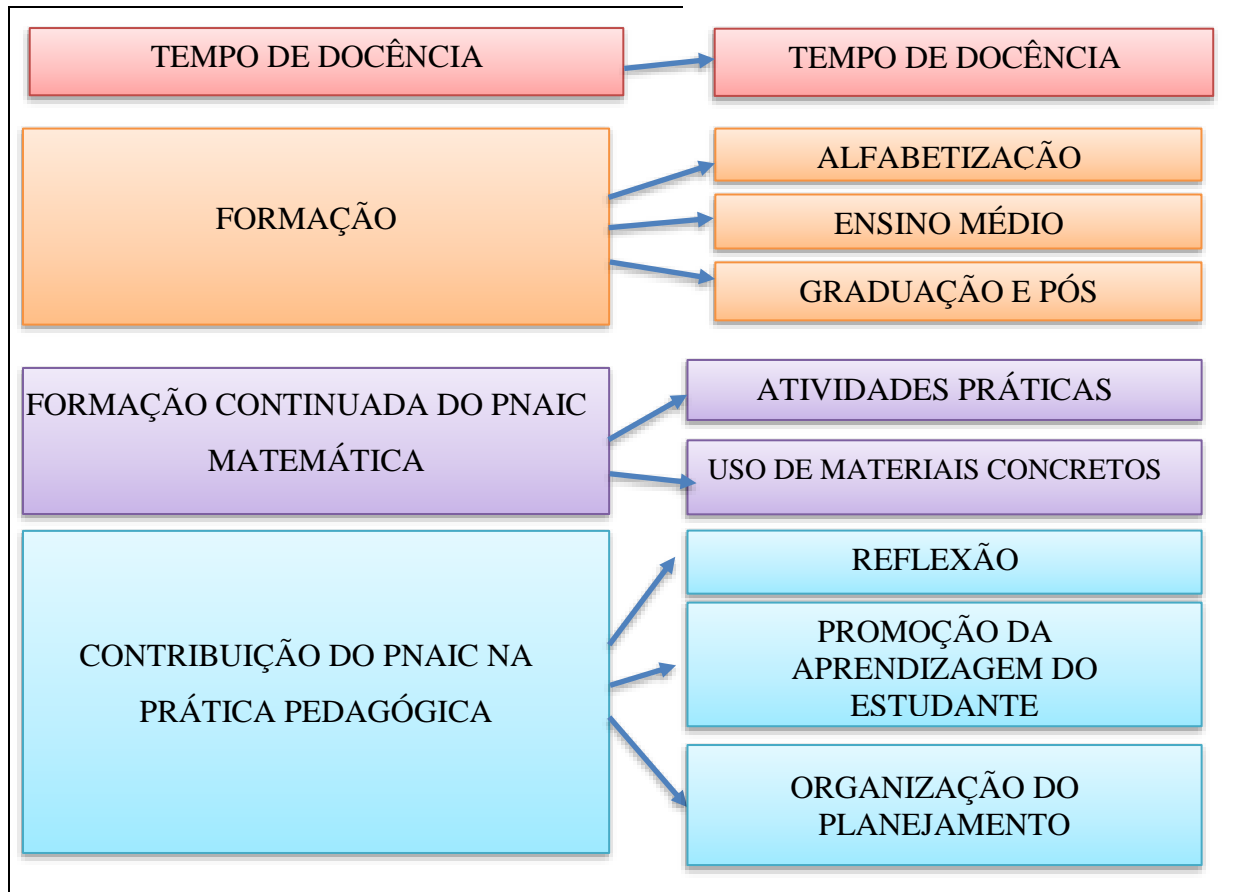 TEMPO DE DOCÊNCIA
TEMPO DE DOCÊNCIA
FORMAÇÃO
ALFABETIZAÇÃO
ENSINO MÉDIO
GRADUAÇÃO E PÓS
FORMAÇÃO CONTINUADA DO PNAIC
MATEMÁTICA
ATIVIDADES PRÁTICAS
USO DE MATERIAIS CONCRETOS
CONTRIBUIÇÃO DO PNAIC NA
PRÁTICA PEDAGÓGICA
REFLEXÃO
PROMOÇÃO DA
APRENDIZAGEM DO
ESTUDANTE
ORGANIZAÇÃO DO
PLANEJAMENTO